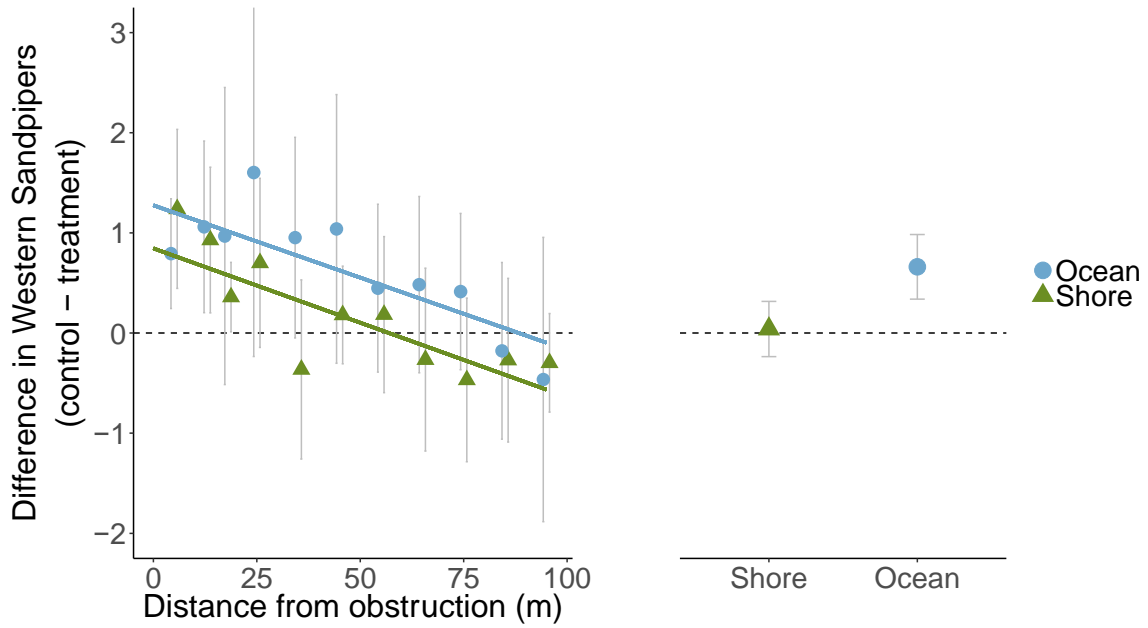 Difference in Western Sandpipers
(control − treatment)
3
2
1
0
−1
−2
0 25 50 75 100
Distance from obstruction (m)
Shore Ocean
Ocean
Shore